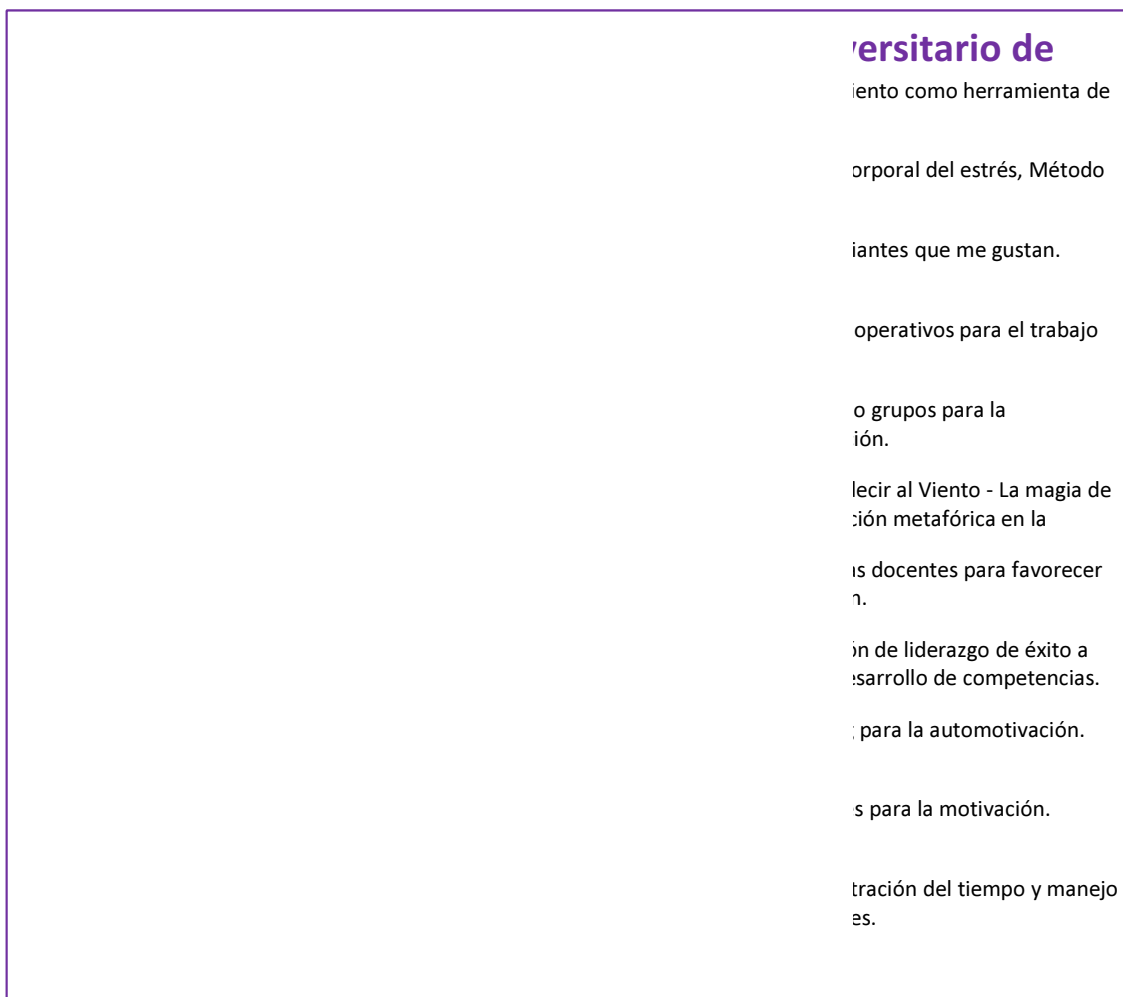 versitario de
iento como herramienta de
orporal del estrés, Método
iantes que me gustan.
operativos para el trabajo
o grupos para la
ión.
decir al Viento - La magia de
ción metafórica en la
as docentes para favorecer
n.
ón de liderazgo de éxito a
esarrollo de competencias.
para la automotivación.
s para la motivación.
tración del tiempo y manejo
es.